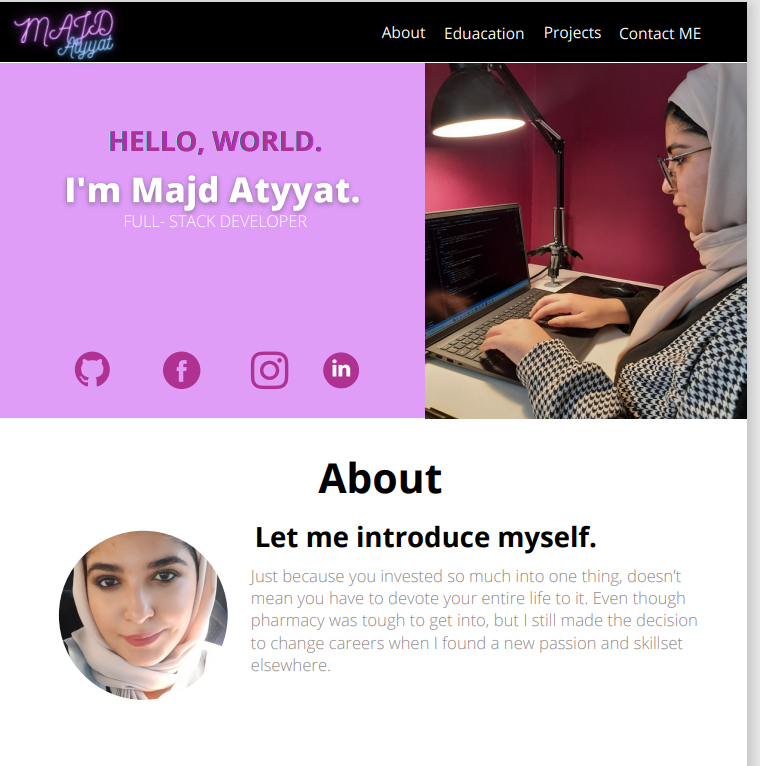 MAJD
Atyyat
About Eduacation Projects Contact ME
HELLO, WORLD.
I'm Majd Atyyat.
FULL- STACK DEVELOPER
f in
About
Let me introduce myself.
Just because you invested so much into one thing, doesn’t
mean you have to devote your entire life to it. Even though
pharmacy was tough to get into, but I still made the decision
to change careers when I found a new passion and skillset
elsewhere.